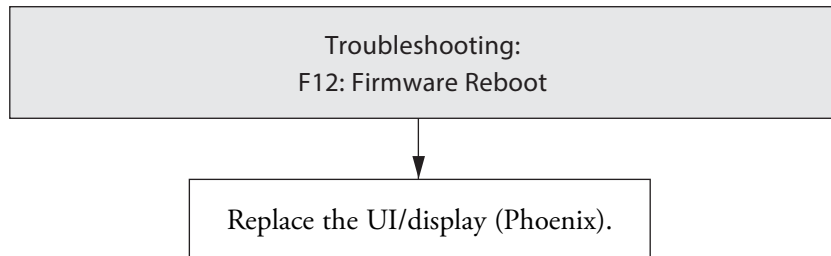 Troubleshooting:
F12: Firmware Reboot
Replace the UI/display (Phoenix).